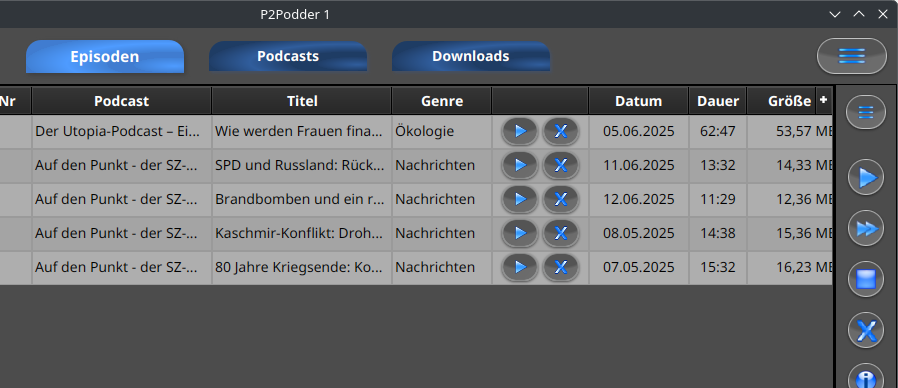 P2Podder 1
Episoden Podcasts Downloads
Nr Podcast Titel Genre Datum Dauer Größe +
Der Utopia-Podcast – Ei... Wie werden Frauen fina... Ökologie 05.06.2025 62:47 53,57 MB
Auf den Punkt - der SZ-... SPD und Russland: Rück... Nachrichten 11.06.2025 13:32 14,33 MB
Auf den Punkt - der SZ-... Brandbomben und ein r... Nachrichten 12.06.2025 11:29 12,36 MB
Auf den Punkt - der SZ-... Kaschmir-Konflikt: Droh... Nachrichten 08.05.2025 14:38 15,36 MB
Auf den Punkt - der SZ-... 80 Jahre Kriegsende: Ko... Nachrichten 07.05.2025 15:32 16,23 MB